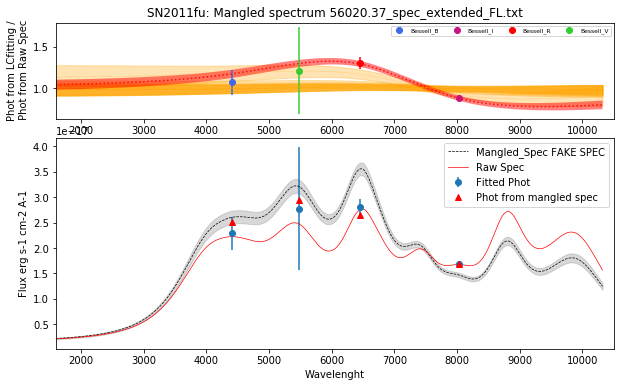 SN2011fu: Mangled spectrum 56020.37_spec_extended_FL.txt
Phot from LCfitting /
Phot from Raw Spec
1.5
1.0
Bessell_B
Bessell_I
Bessell_R
Bessell_V
2000 3000 4000 5000 6000 7000 8000 9000 10000
1e−17
Flux erg s-1 cm-2 A-1
4.0
3.5
3.0
2.5
2.0
1.5
1.0
0.5
Mangled_Spec FAKE SPEC
Raw Spec
Fitted Phot
Phot from mangled spec
2000 3000 4000 5000 6000 7000 8000 9000 10000
Wavelenght